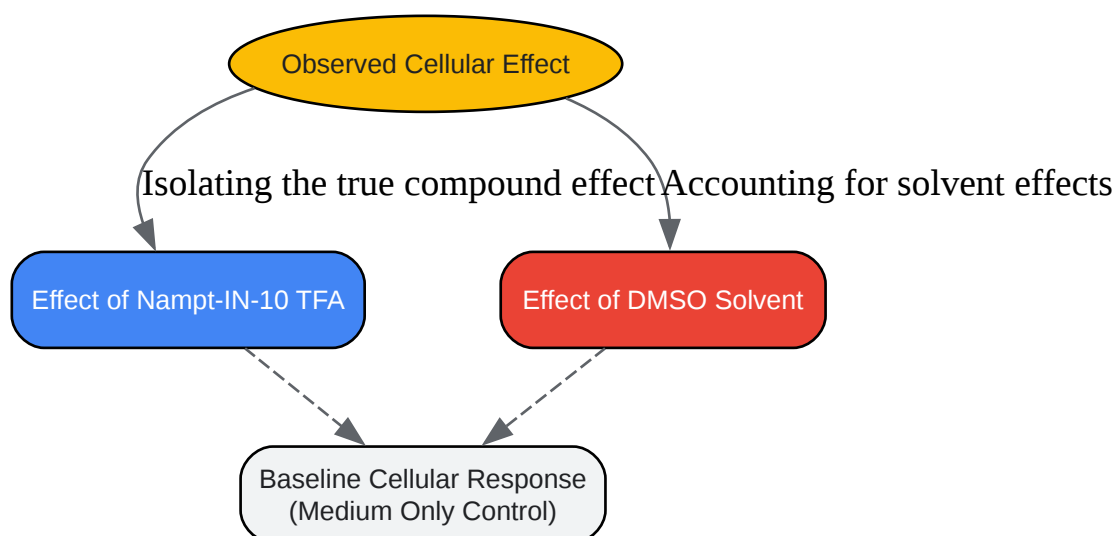 Observed Cellular Effect
Isolating the true compound effect
Accounting for solvent effects
Effect of Nampt-IN-10 TFA
Effect of DMSO Solvent
Baseline Cellular Response
(Medium Only Control)